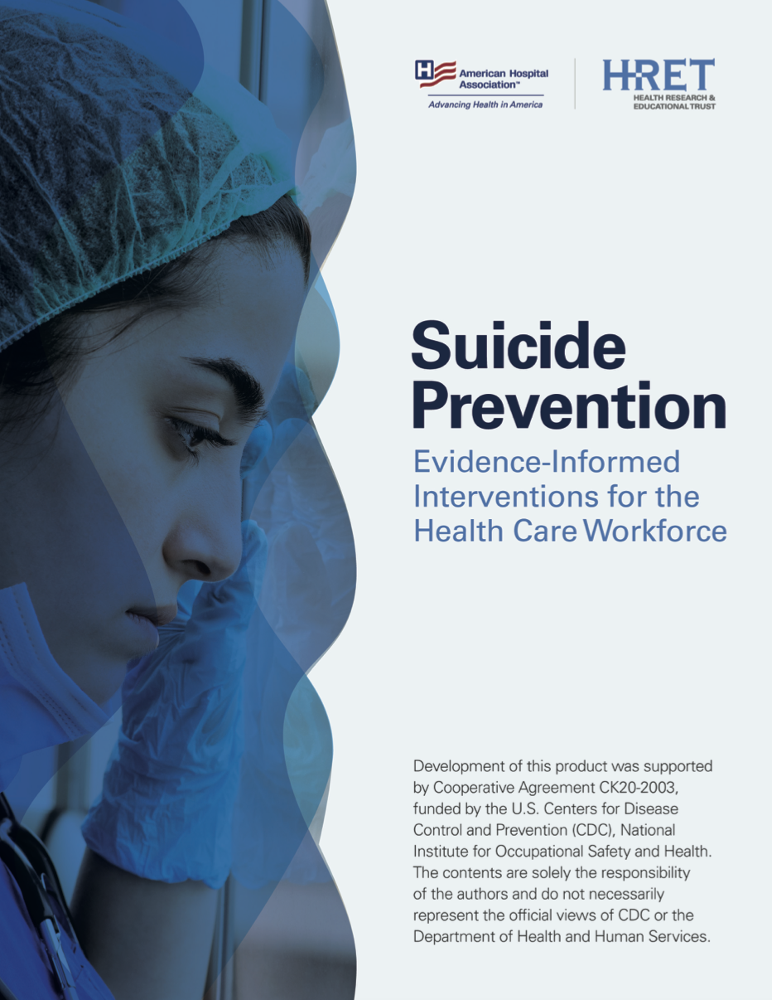 H American Hospital
Association™
Advancing Health in America
HRET
HEALTH RESEARCH &
EDUCATIONAL TRUST
Suicide
Prevention
Evidence-Informed
Interventions for the
Health Care Workforce
Development of this product was supported
by Cooperative Agreement CK20-2003,
funded by the U.S. Centers for Disease
Control and Prevention (CDC), National
Institute for Occupational Safety and Health.
The contents are solely the responsibility
of the authors and do not necessarily
represent the official views of CDC or the
Department of Health and Human Services.